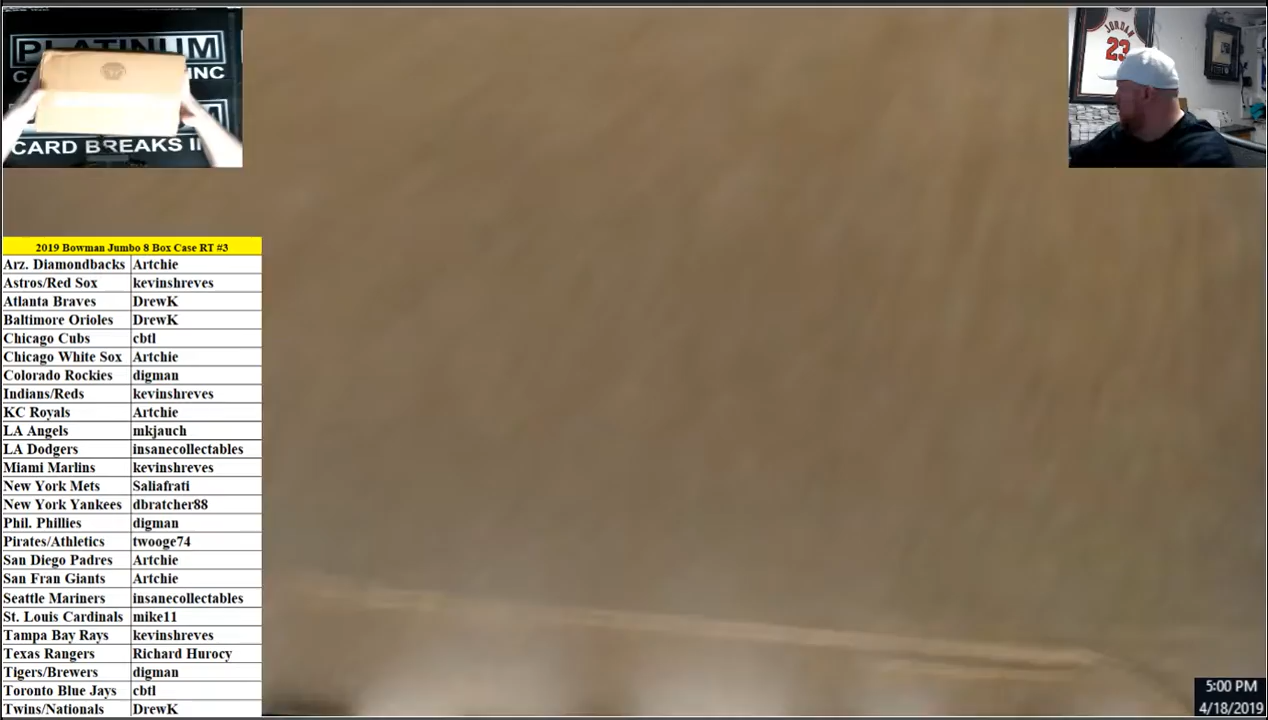 PLATINUM
CARD BREAKS I
JORDAN
23
2019 Bowman Jumbo 8 Box Case RT #3
Arz. Diamondbacks Artchie
Astros/Red Sox kevinshreves
Atlanta Braves DrewK
Baltimore Orioles DrewK
Chicago Cubs cbtl
Chicago White Sox Artchie
Colorado Rockies digman
Indians/Reds kevinshreves
KC Royals Artchie
LA Angels mkjauch
LA Dodgers insanecollectables
Miami Marlins kevinshreves
New York Mets Saliafrati
New York Yankees dbratcher88
Phil. Phillies digman
Pirates/Athletics twooge74
San Diego Padres Artchie
San Fran Giants Artchie
Seattle Mariners insanecollectables
St. Louis Cardinals mike11
Tampa Bay Rays kevinshreves
Texas Rangers Richard Hurocy
Tigers/Brewers digman
Toronto Blue Jays cbtl
Twins/Nationals DrewK
5:00 PM
4/18/2019